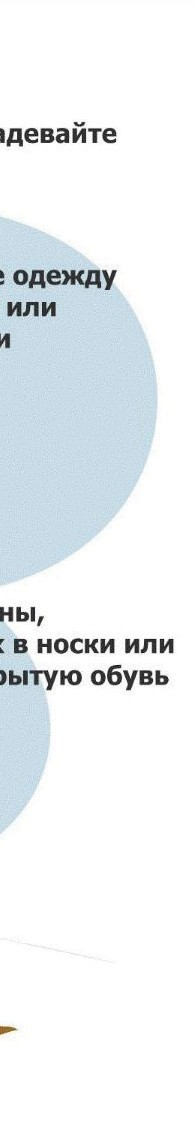 адевайте
е одежду
или
и
ны,
к в носки или
рытую обувь